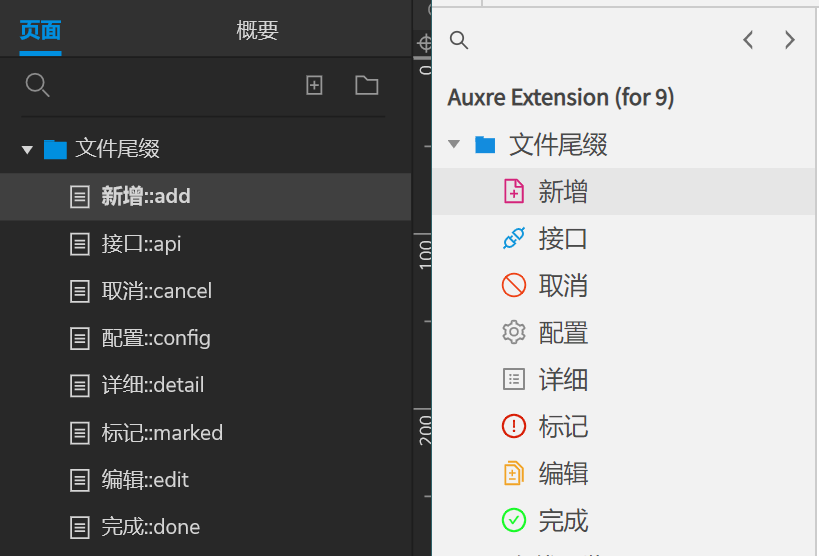 页面 概要
文件尾缀
新增::add
接口::api
取消::cancel
配置::config
详细::detail
标记::marked
编辑::edit
完成::done
0
100
200
Auxre Extension (for 9)
文件尾缀
新增
接口
取消
配置
详细
标记
编辑
完成